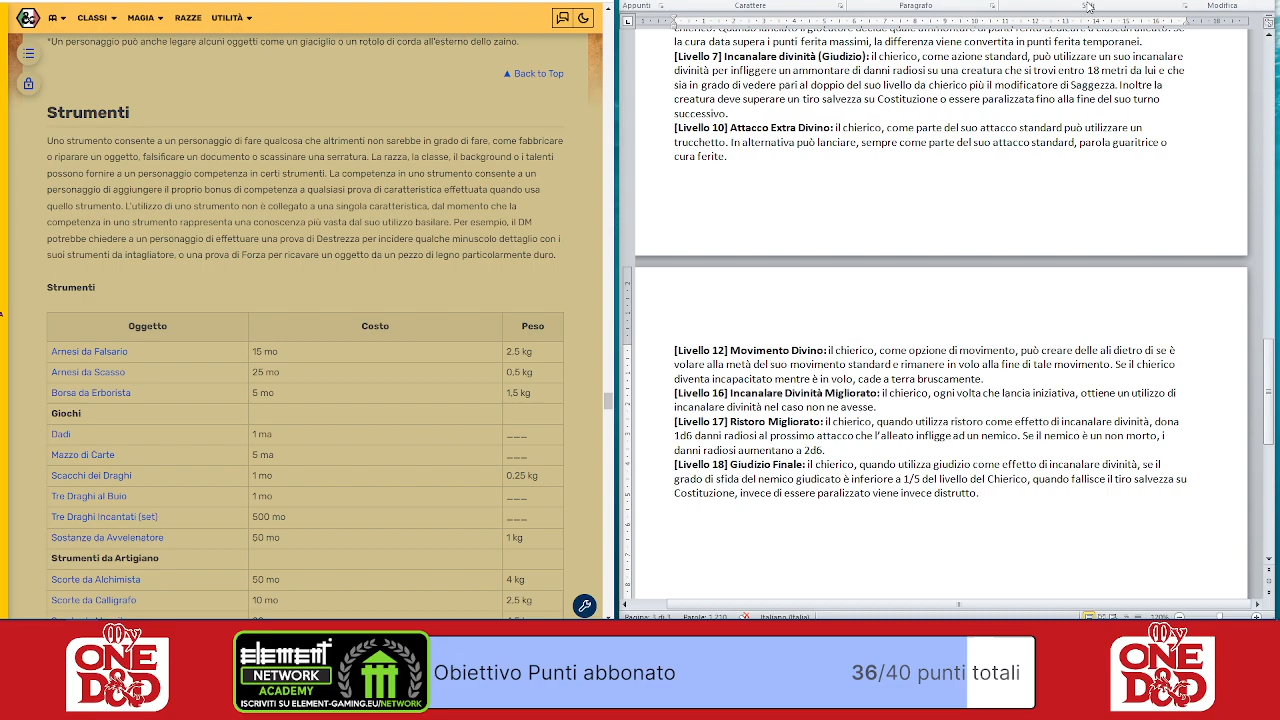 CLASSI
MAGIA
RAZZE
UTILITÀ
*Un personaggio può anche legare alcuni oggetti come un giaciglio o un rotolo di corda all'esterno dello zaino.
▲ Back to Top
Strumenti
Uno strumento consente a un personaggio di fare qualcosa che altrimenti non sarebbe in grado di fare, come fabbricare
o riparare un oggetto, falsificare un documento o scassinare una serratura. La razza, la classe, il background o i talenti
possono fornire a un personaggio competenza in certi strumenti. La competenza in uno strumento consente a un
personaggio di aggiungere il proprio bonus di competenza a qualsiasi prova di caratteristica effettuata quando usa
quello strumento. L'utilizzo di uno strumento non è collegato a una singola caratteristica, dal momento che la
competenza in uno strumento rappresenta una conoscenza più vasta dal suo utilizzo basilare. Per esempio, il DM
potrebbe chiedere a un personaggio di effettuare una prova di Destrezza per incidere qualche minuscolo dettaglio con i
suoi strumenti da intagliatore, o una prova di Forza per ricavare un oggetto da un pezzo di legno particolarmente duro.
Strumenti
Oggetto Costo Peso
Arnesi da Falsario 15 mo 2.5 kg
Arnesi da Scasso 25 mo 0,5 kg
Borsa da Erborista 5 mo 1,5 kg
Giochi
Dadi 1 ma ___
Mazzo di Carte 5 ma ___
Scacchi dei Draghi 1 mo 0.25 kg
Tre Draghi al Buio 1 mo ___
Tre Draghi Incantati (set) 500 mo ___
Sostanze da Avvelenatore 50 mo 1 kg
Strumenti da Artigiano
Scorte da Alchimista 50 mo 4 kg
Scorte da Calligrafo 10 mo 2.5 kg
Appunti Carattere Paragrafo Modifica
la cura data supera i punti ferita massimi, la differenza viene convertita in punti ferita temporanei.
[Livello 7] Incanalare divinità (Giudizio): il chierico, come azione standard, può utilizzare un suo incanalare
divinità per infliggere un ammontare di danni radiosi su una creatura che si trovi entro 18 metri da lui e che
sia in grado di vedere pari al doppio del suo livello da chierico più il modificatore di Saggezza. Inoltre la
creatura deve superare un tiro salvezza su Costituzione o essere paralizzata fino alla fine del suo turno
successivo.
[Livello 10] Attacco Extra Divino: il chierico, come parte del suo attacco standard può utilizzare un
trucchetto. In alternativa può lanciare, sempre come parte del suo attacco standard, parola guaritrice o
cura ferite.
[Livello 12] Movimento Divino: il chierico, come opzione di movimento, può creare delle ali dietro di se è
volare alla metà del suo movimento standard e rimanere in volo alla fine di tale movimento. Se il chierico
diventa incapacitato mentre è in volo, cade a terra bruscamente.
[Livello 16] Incanalare Divinità Migliorato: il chierico, ogni volta che lancia iniziativa, ottiene un utilizzo di
incanalare divinità nel caso non ne avesse.
[Livello 17] Ristoro Migliorato: il chierico, quando utilizza ristoro come effetto di incanalare divinità, dona
1d6 danni radiosi al prossimo attacco che l'alleato infligge ad un nemico. Se il nemico è un non morto, i
danni radiosi aumentano a 2d6.
[Livello 18] Giudizio Finale: il chierico, quando utilizza giudizio come effetto di incanalare divinità, se il
grado di sfida del nemico giudicato è inferiore a 1/5 del livello del Chierico, quando fallisce il tiro salvezza su
Costituzione, invece di essere paralizzato viene invece distrutto.
Pagina: 3 di 3 Parole: 1.710 Italiano (Italia) 120%
My
ONE
D&D
element
NETWORK
ACADEMY
ISCRIVITI SU ELEMENT-GAMING.EU/NETWORK
Obiettivo Punti abbonato 36/40 punti totali
My
ONE
D&D